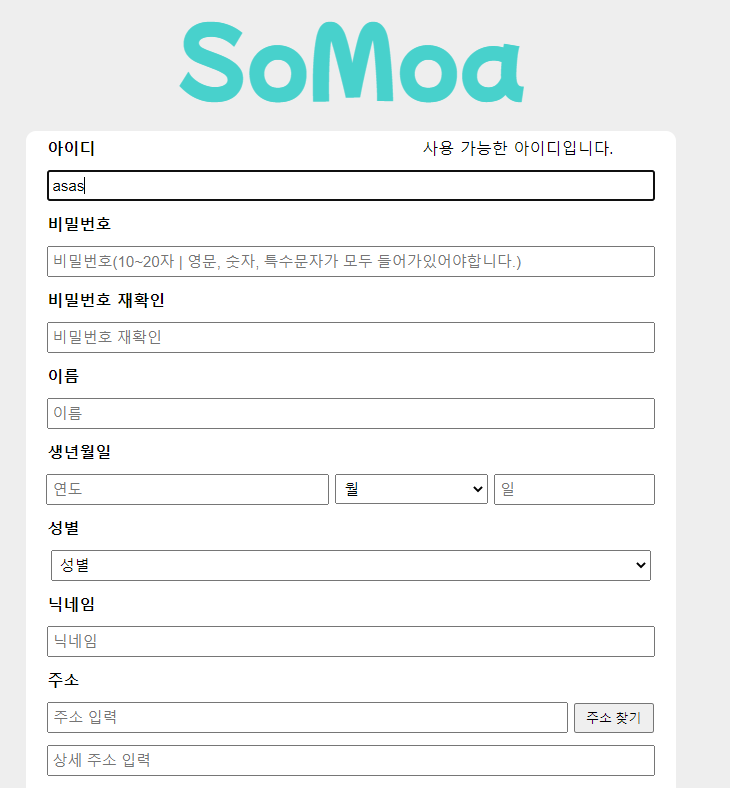 SoMoa
아이디 사용 가능한 아이디입니다.
asas
비밀번호
비밀번호(10~20자 | 영문, 숫자, 특수문자가 모두 들어가있어야합니다.)
비밀번호 재확인
비밀번호 재확인
이름
이름
생년월일
연도 월 일
성별
성별
닉네임
닉네임
주소
주소 입력 주소 찾기
상세 주소 입력